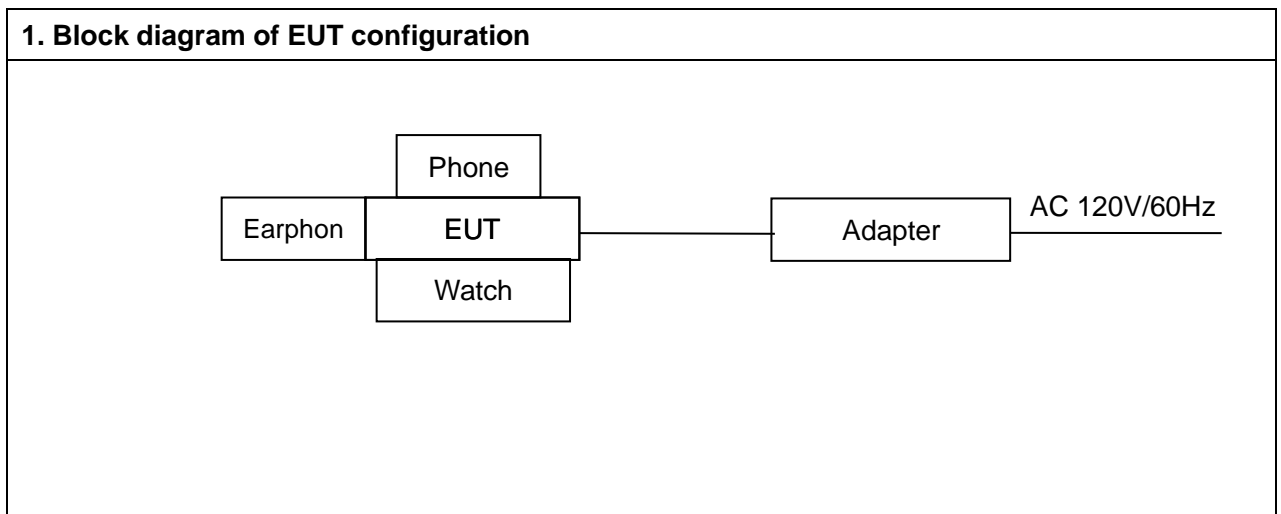 1. Block diagram of EUT configuration
Phone
Earphon
EUT
Adapter
AC 120V/60Hz
Watch